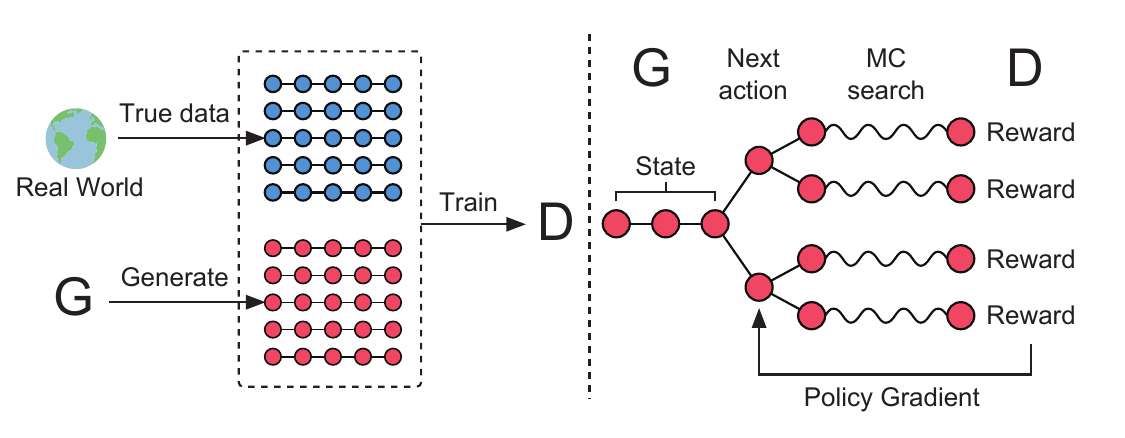 True data
Real World
G
Generate
Train
D
G
Next
action
MC
search
D
State
Reward
Reward
Reward
Reward
Policy Gradient